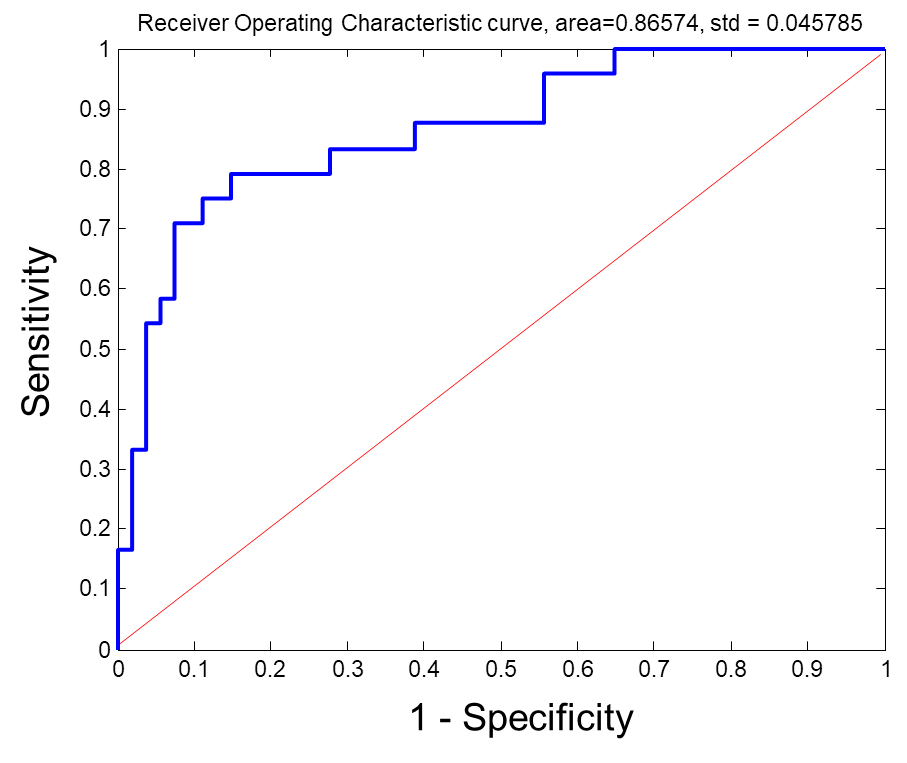 Receiver Operating Characteristic curve, area=0.86574, std = 0.045785
1
0.9
0.8
0.7
0.6
0.5
0.4
0.3
0.2
0.1
0
Sensitivity
0 0.1 0.2 0.3 0.4 0.5 0.6 0.7 0.8 0.9 1
1 - Specificity